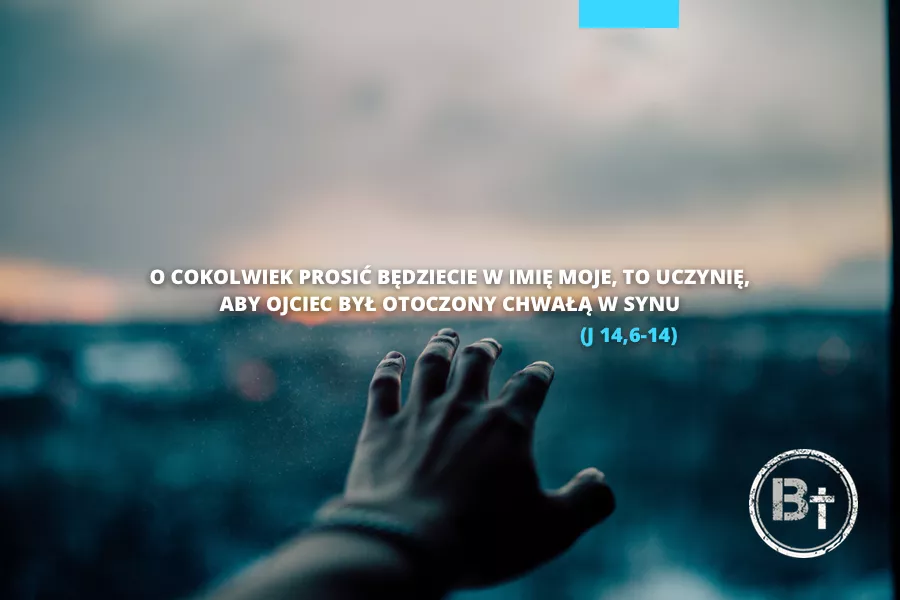 O COKOLWIEK PROSIĆ BĘDZIECIE W IMIĘ MOJE, TO UCZYNIĘ,
ABY OJCIEC BYŁ OTOCZONY CHWAŁĄ W SYNU
(J 14,6-14)
B†